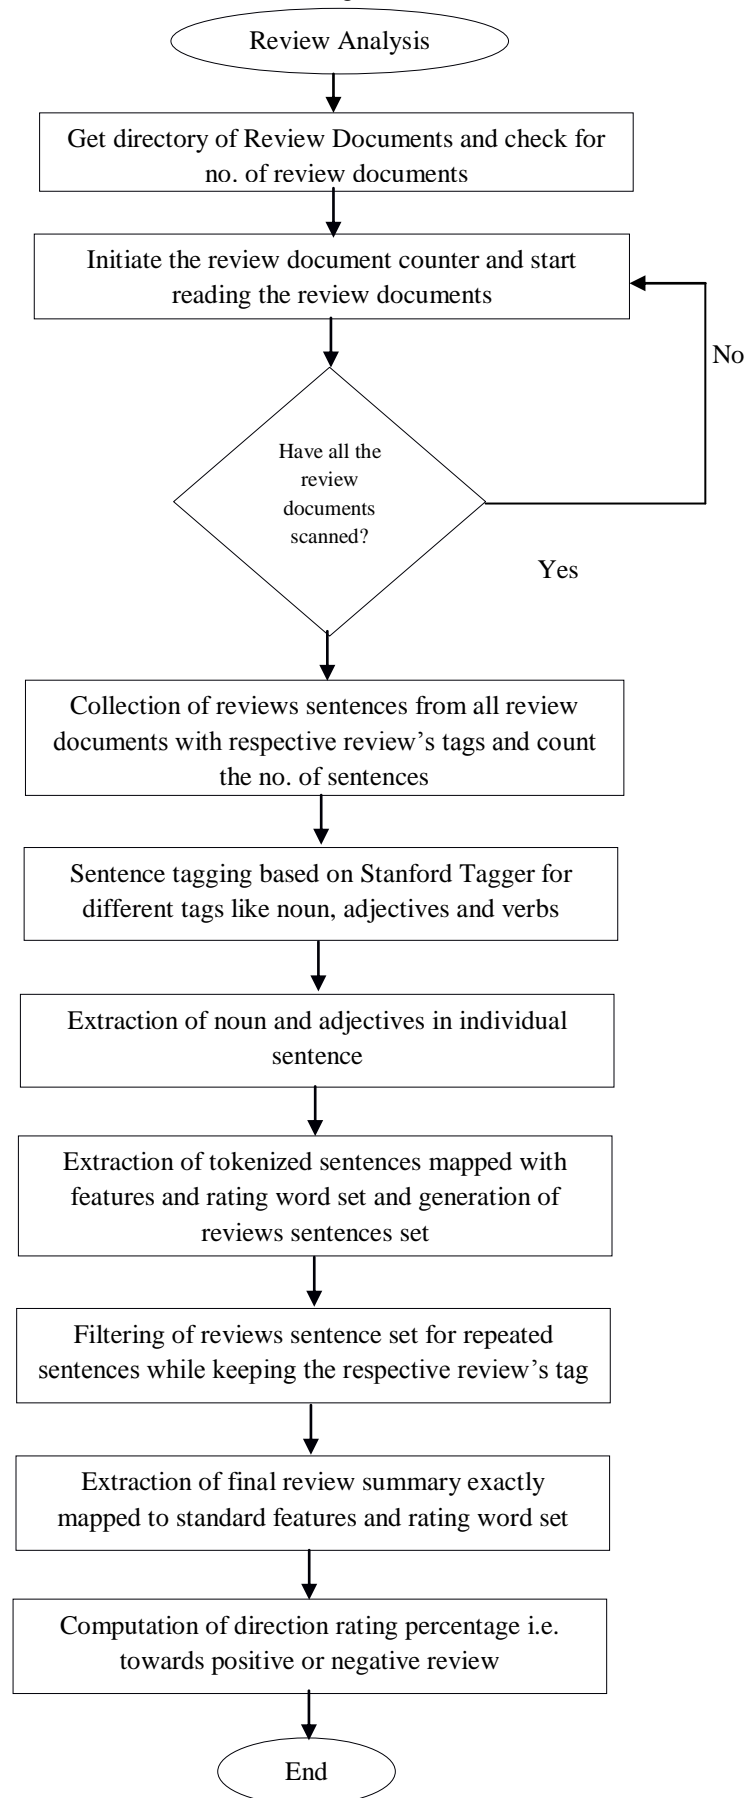 Review Analysis
Get directory of Review Documents and check for
no. of review documents
Initiate the review document counter and start
reading the review documents
No
Have all the
review
documents
scanned?
Yes
Collection of reviews sentences from all review
documents with respective review’s tags and count
the no. of sentences
Sentence tagging based on Stanford Tagger for
different tags like noun, adjectives and verbs
Extraction of noun and adjectives in individual
sentence
Extraction of tokenized sentences mapped with
features and rating word set and generation of
reviews sentences set
Filtering of reviews sentence set for repeated
sentences while keeping the respective review’s tag
Extraction of final review summary exactly
mapped to standard features and rating word set
Computation of direction rating percentage i.e.
towards positive or negative review
End